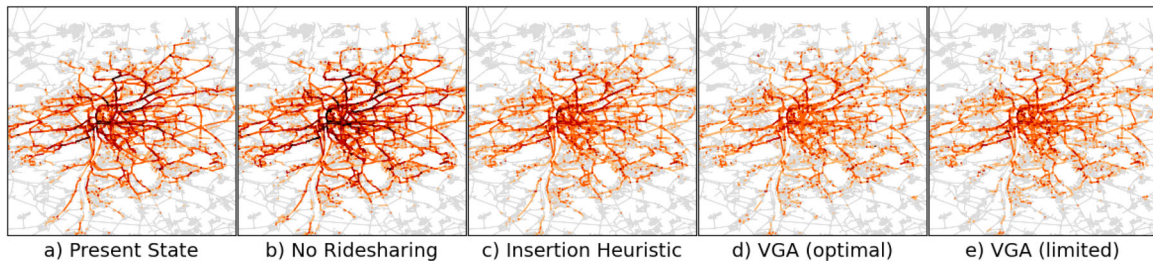 a) Present State
b) No Ridesharing
c) Insertion Heuristic
d) VGA (optimal)
e) VGA (limited)